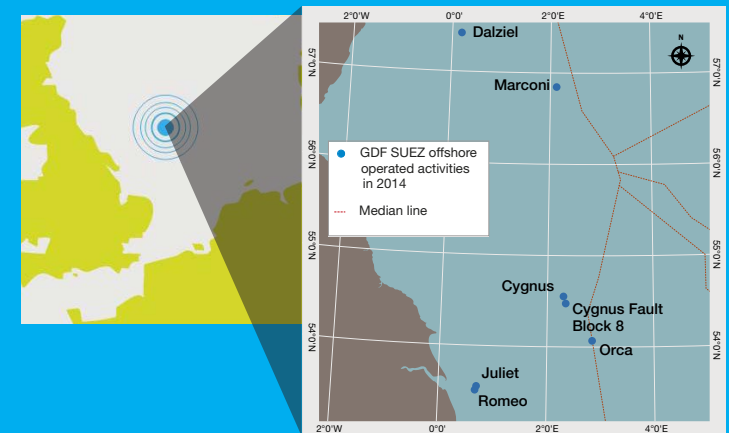 2°0'W 0°0' 2°0'E 4°0'E
Dalziel
N
57°0'N 57°0'N
Marconi
56°0'N 56°0'N
GDF SUEZ offshore
operated activities
in 2014
Median line
55°0'N 55°0'N
Cygnus
Cygnus Fault
Block 8
54°0'N 54°0'N
Orca
Juliet
Romeo
2°0'W 0°0' 2°0'E 4°0'E